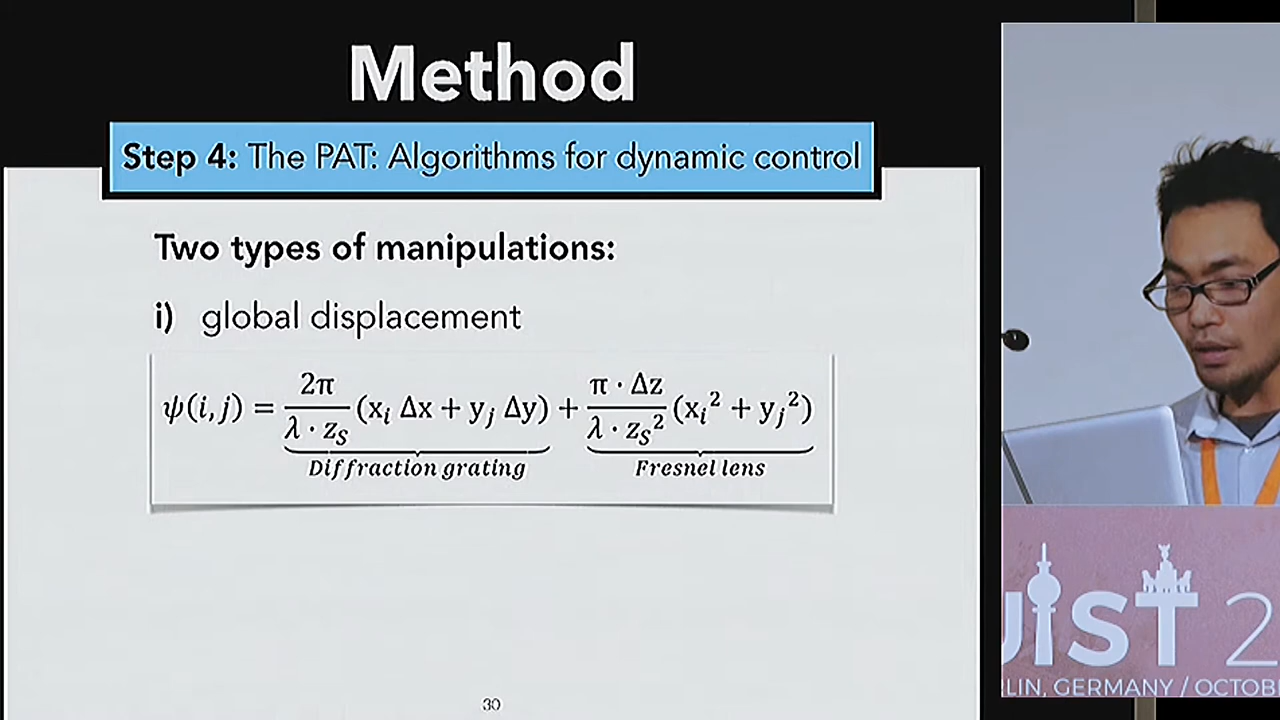 Method
Step 4: The PAT: Algorithms for dynamic control
Two types of manipulations:
i) global displacement
ψ(i,j) = 2π / (λ · z_S) (x_i Δx + y_j Δy) + π · Δz / (λ · z_S²) (x_i² + y_j²)
Diffraction grating Fresnel lens
30
UIST 2
LIN, GERMANY / OCTOB